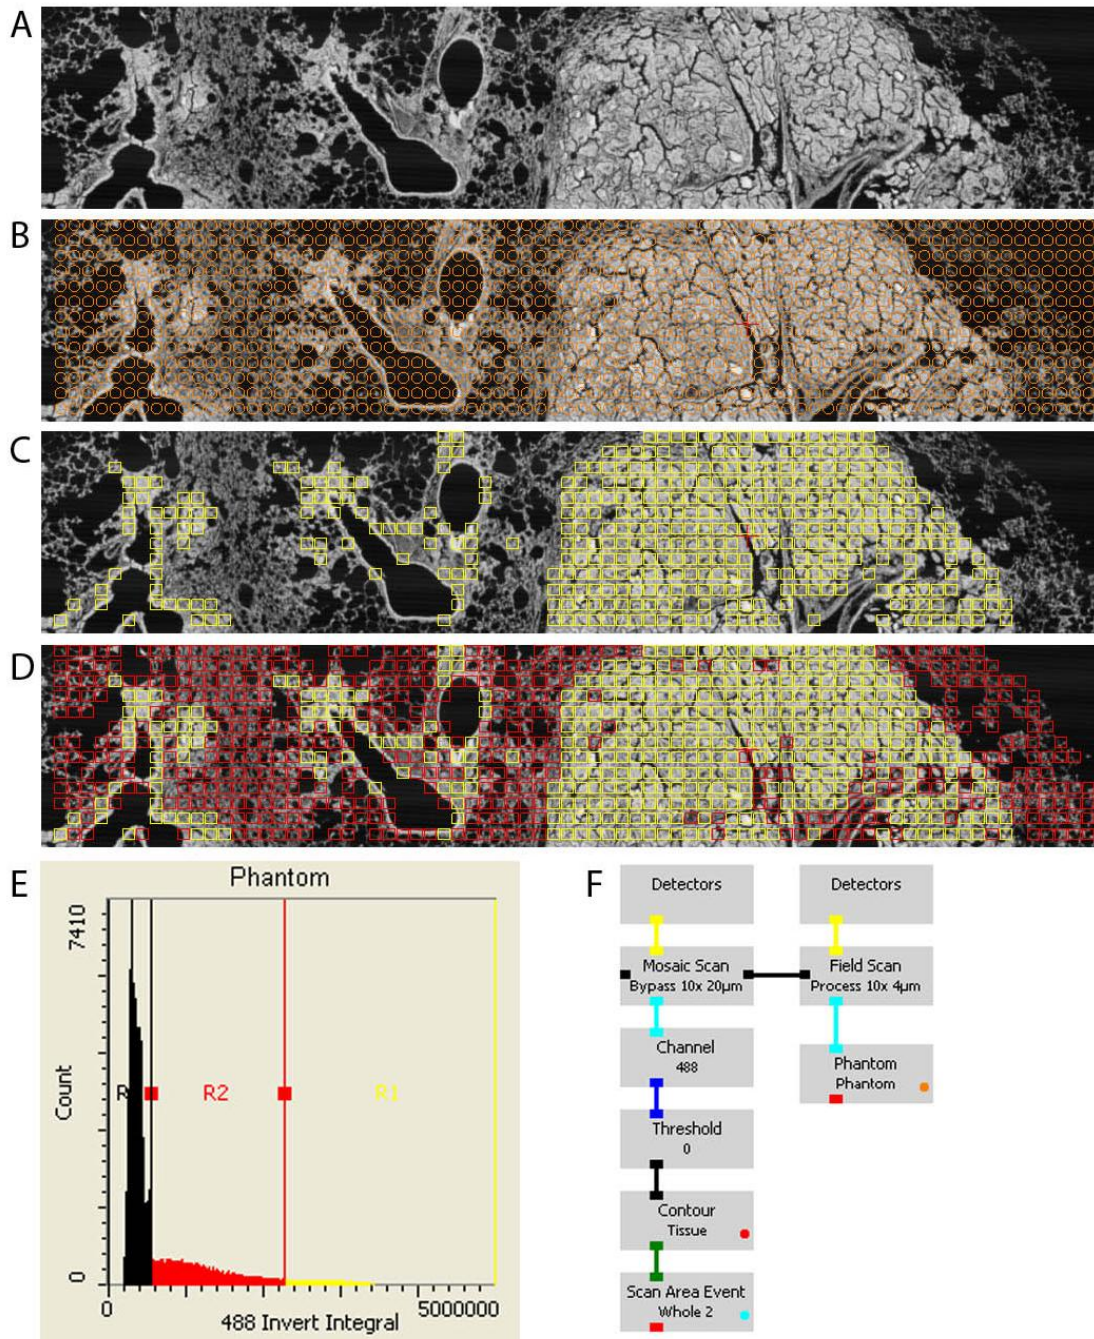 A
B
C
D
E
Phantom
7410
Count
0
R2
R1
0
5000000
488 Invert Integral
F
Detectors
Detectors
Mosaic Scan
Bypass 10x 20µm
Field Scan
Process 10x 4µm
Channel
488
Phantom
Phantom
Threshold
0
Contour
Tissue
Scan Area Event
Whole 2